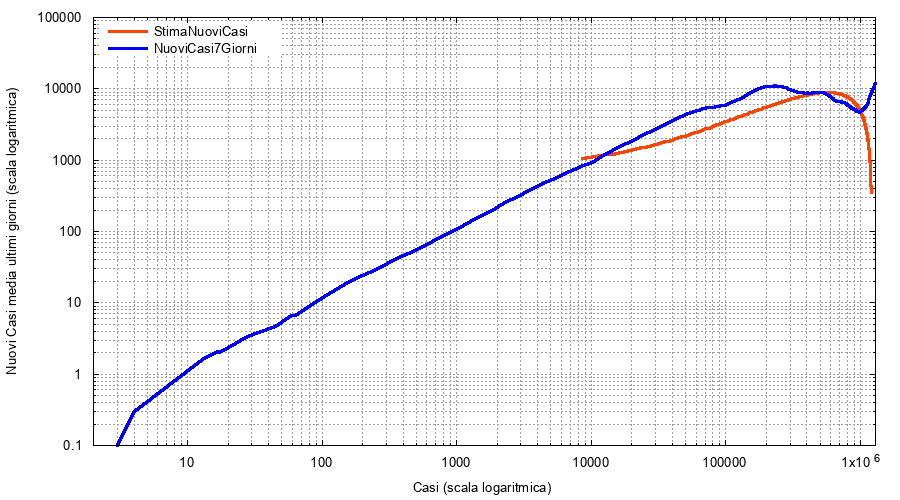 100000
StimaNuoviCasi
NuoviCasi7Giorni
10000
1000
100
10
1
0.1
Nuovi Casi media ultimi giorni (scala logaritmica)
10 100 1000 10000 100000 1x10 6
Casi (scala logaritmica)